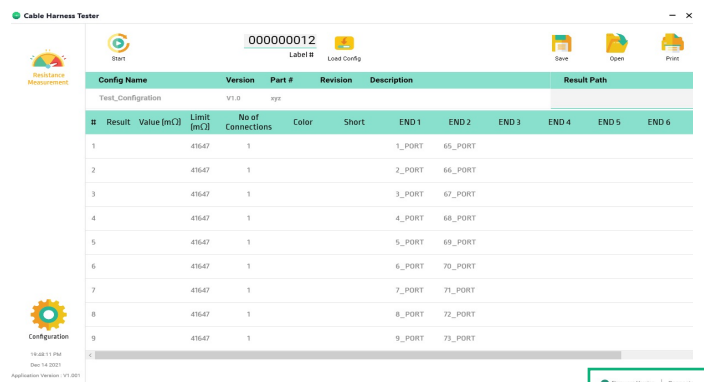 Cable Harness Tester
000000012
Label #
Start
Load Config
Save
Open
Print
Resistance
Measurement
Config Name Version Part # Revision Description Result Path
Test_Configration V1.0 xyz
# Result Value [mΩ] Limit [mΩ] No of Connections Color Short END 1 END 2 END 3 END 4 END 5 END 6
1 41647 1 1_PORT 65_PORT
2 41647 1 2_PORT 66_PORT
3 41647 1 3_PORT 67_PORT
4 41647 1 4_PORT 68_PORT
5 41647 1 5_PORT 69_PORT
6 41647 1 6_PORT 70_PORT
7 41647 1 7_PORT 71_PORT
8 41647 1 8_PORT 72_PORT
9 41647 1 9_PORT 73_PORT
Configuration
19:48:11 PM
Dec 14 2021
Application Version : V1.001